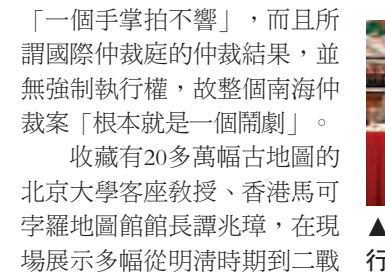 「一個手掌拍不響」，而且所
謂國際仲裁庭的仲裁結果，並
無強制執行權，故整個南海仲
裁案「根本就是一個鬧劇」。
收藏有20多萬幅古地圖的
北京大學客座教授、香港馬可
孛羅地圖館館長譚兆璋，在現
場展示多幅從明清時期到二戰
▲
行